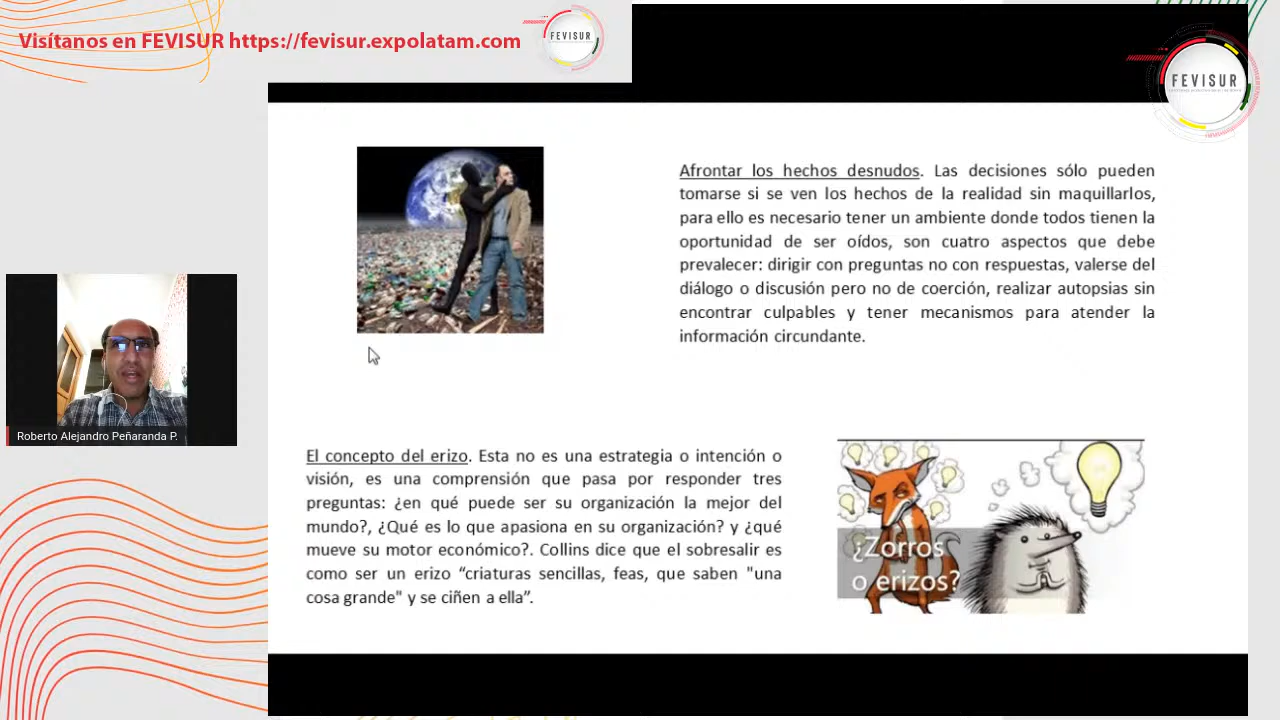 Visítanos en FEVISUR https://fevisur.expolatam.com
FEVISUR
FEVISUR
Afrontar los hechos desnudos. Las decisiones sólo pueden
tomarse si se ven los hechos de la realidad sin maquillarlos,
para ello es necesario tener un ambiente donde todos tienen la
oportunidad de ser oídos, son cuatro aspectos que debe
prevalecer: dirigir con preguntas no con respuestas, valerse del
diálogo o discusión pero no de coerción, realizar autopsias sin
encontrar culpables y tener mecanismos para atender la
información circundante.
Roberto Alejandro Peñaranda P.
El concepto del erizo. Esta no es una estrategia o intención o
visión, es una comprensión que pasa por responder tres
preguntas: ¿en qué puede ser su organización la mejor del
mundo?, ¿Qué es lo que apasiona en su organización? y ¿qué
mueve su motor económico?. Collins dice que el sobresalir es
como ser un erizo “criaturas sencillas, feas, que saben "una
cosa grande" y se ciñen a ella”.
¿Zorros
o erizos?